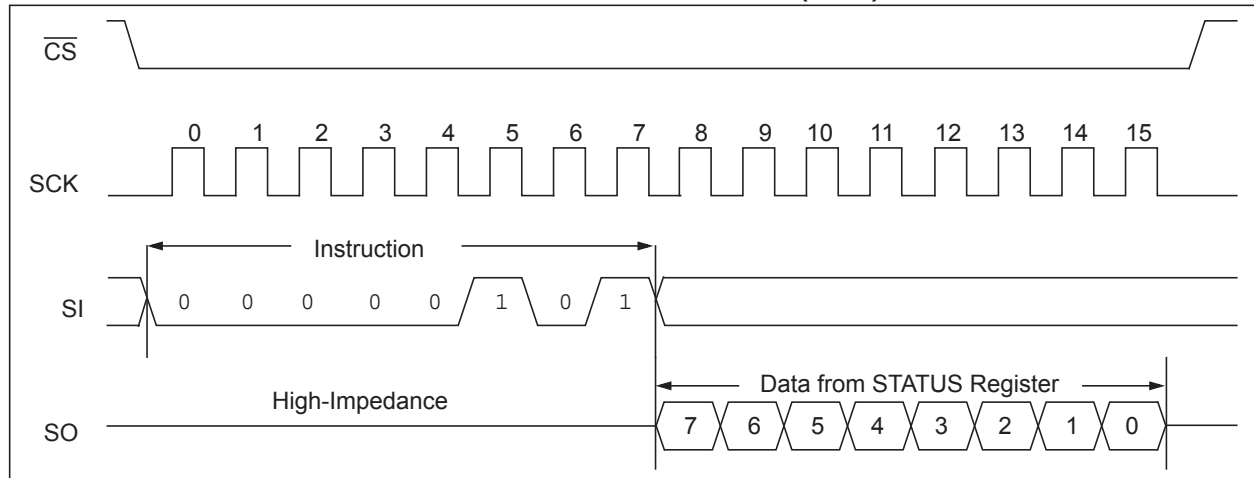 CS
0 1 2 3 4 5 6 7 8 9 10 11 12 13 14 15
SCK
Instruction
SI 0 0 0 0 0 1 0 1
Data from STATUS Register
High-Impedance
SO 7 6 5 4 3 2 1 0